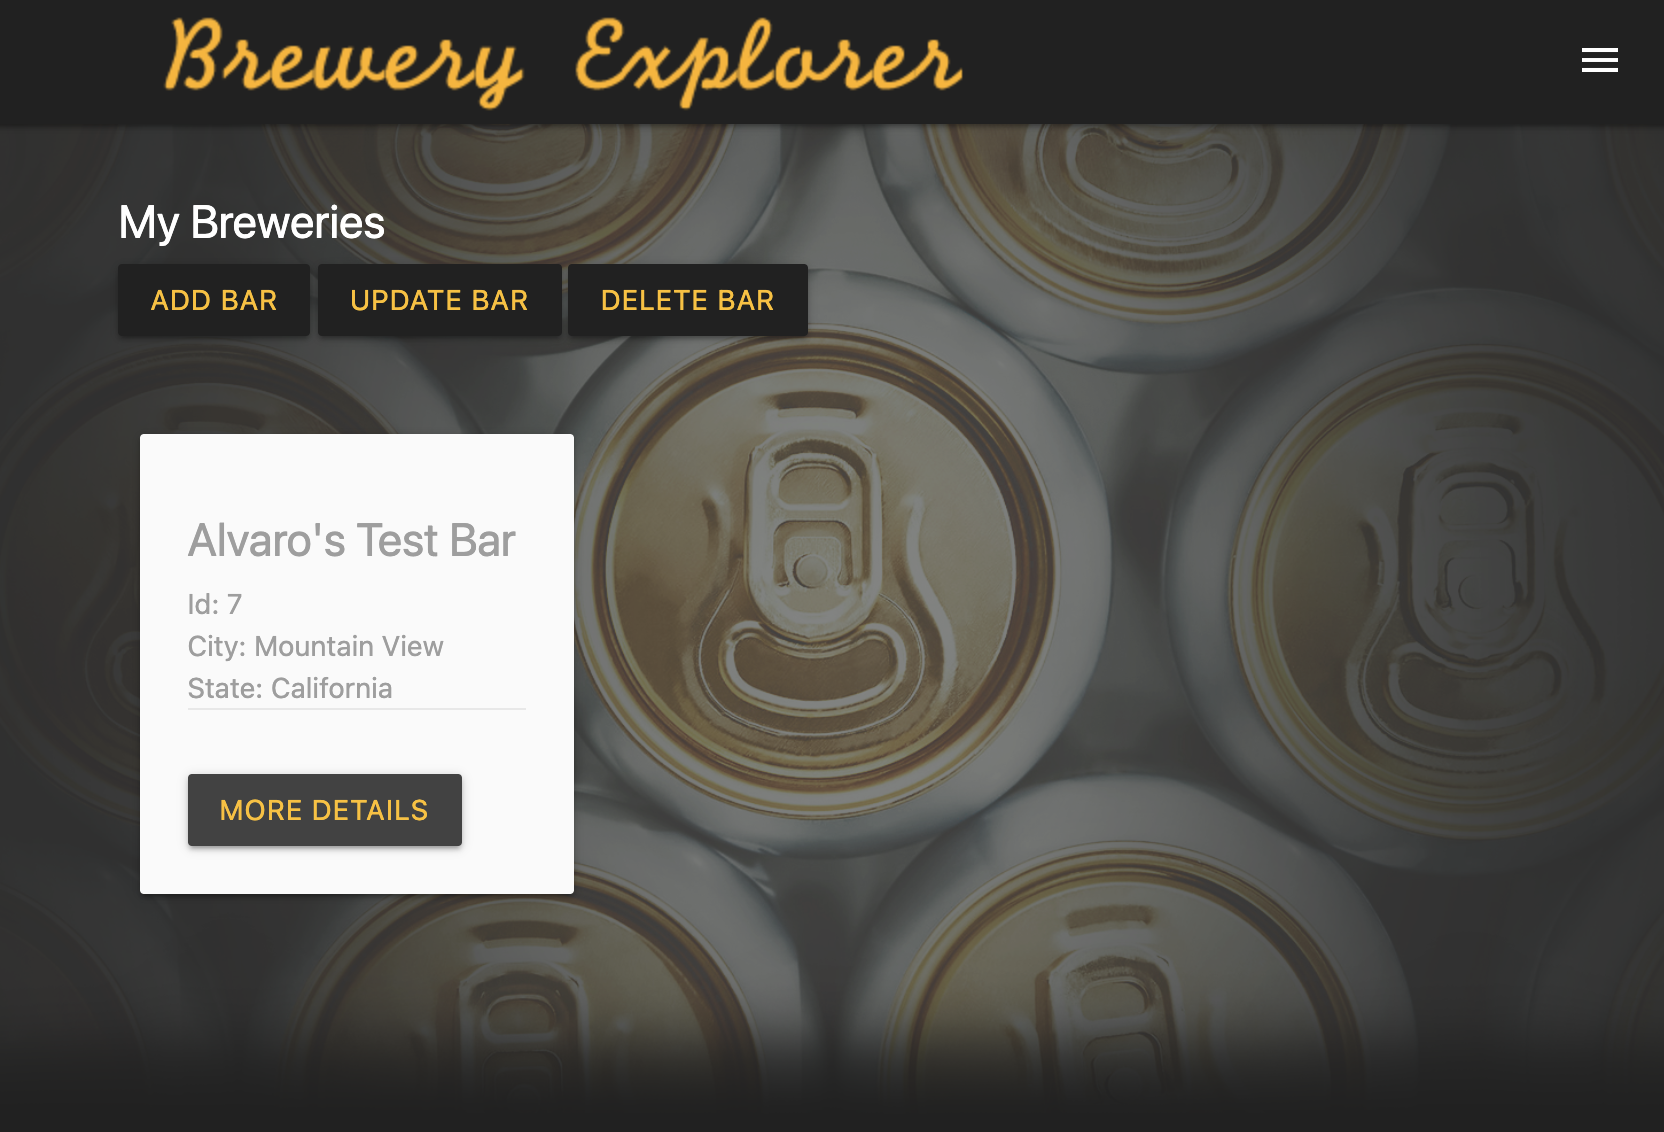 Brewery Explorer
My Breweries
ADD BAR UPDATE BAR DELETE BAR
Alvaro's Test Bar
Id: 7
City: Mountain View
State: California
MORE DETAILS